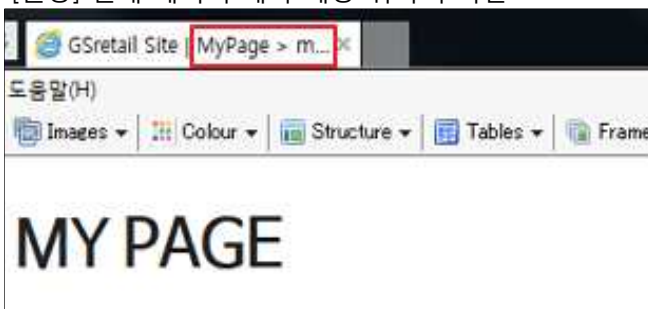 GSretail Site | MyPage > m...
도움말(H)
Images Colour Structure Tables Frame
MY PAGE